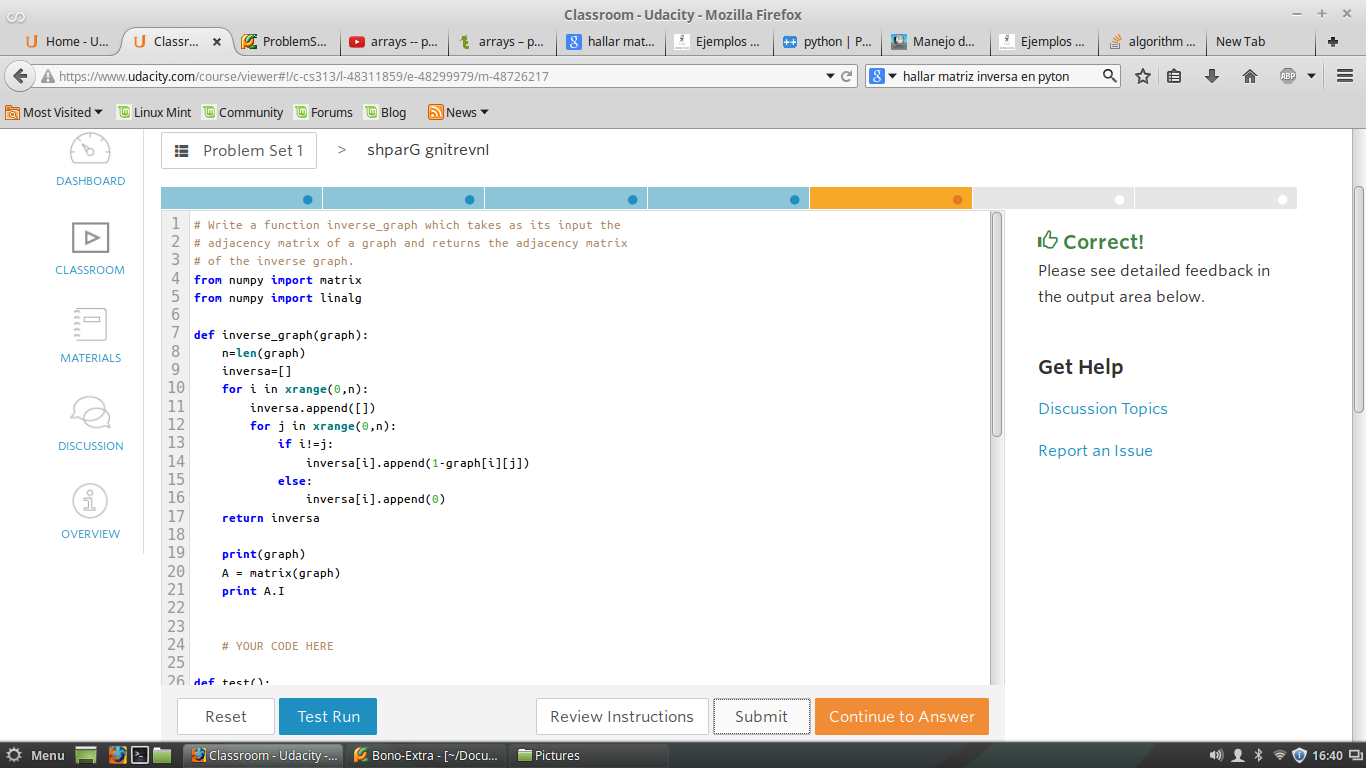 Classroom - Udacity - Mozilla Firefox
Home - U...
Classr...
ProblemS...
arrays -- p...
arrays – p...
hallar mat...
Ejemplos ...
python | P...
Manejo d...
Ejemplos ...
algorithm ...
New Tab
https://www.udacity.com/course/viewer#!/c-cs313/l-48311859/e-48299979/m-48726217
hallar matriz inversa en pyton
ABP
Most Visited
Linux Mint
Community
Forums
Blog
News
DASHBOARD
CLASSROOM
MATERIALS
DISCUSSION
OVERVIEW
Problem Set 1 > shparG gnitrevnI
1 # Write a function inverse_graph which takes as its input the
2 # adjacency matrix of a graph and returns the adjacency matrix
3 # of the inverse graph.
4 from numpy import matrix
5 from numpy import linalg
6
7 def inverse_graph(graph):
8 n=len(graph)
9 inversa=[]
10 for i in xrange(0,n):
11 inversa.append([])
12 for j in xrange(0,n):
13 if i!=j:
14 inversa[i].append(1-graph[i][j])
15 else:
16 inversa[i].append(0)
17 return inversa
18
19 print(graph)
20 A = matrix(graph)
21 print A.I
22
23
24 # YOUR CODE HERE
25
26 def test():
Correct!
Please see detailed feedback in
the output area below.
Get Help
Discussion Topics
Report an Issue
Reset
Test Run
Review Instructions
Submit
Continue to Answer
Menu
Classroom - Udacity -...
Bono-Extra - [~/Docu...
Pictures
16:40